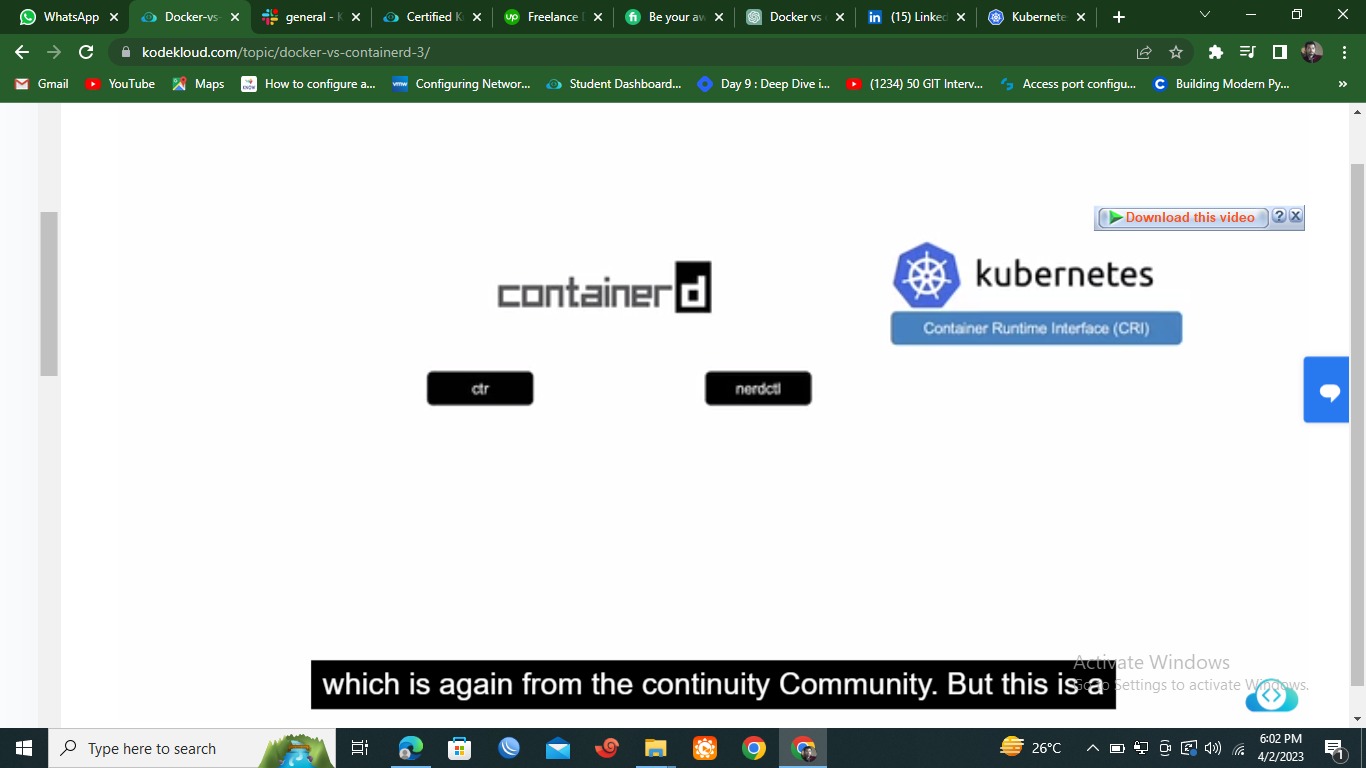 WhatsApp
Docker-vs-
general - K
Certified K
Freelance
Be your aw
Docker vs
(15) Linked
Kubernete
kodekloud.com/topic/docker-vs-containerd-3/
Gmail
YouTube
Maps
How to configure a...
Configuring Networ...
Student Dashboard...
Day 9 : Deep Dive i...
(1234) 50 GIT Interv...
Access port configu...
Building Modern Py...
Download this video
containerd
kubernetes
Container Runtime Interface (CRI)
ctr
nerdctl
which is again from the continuity Community. But this is a
Activate Windows
Go to Settings to activate Windows.
Type here to search
26°C
6:02 PM
4/2/2023
1